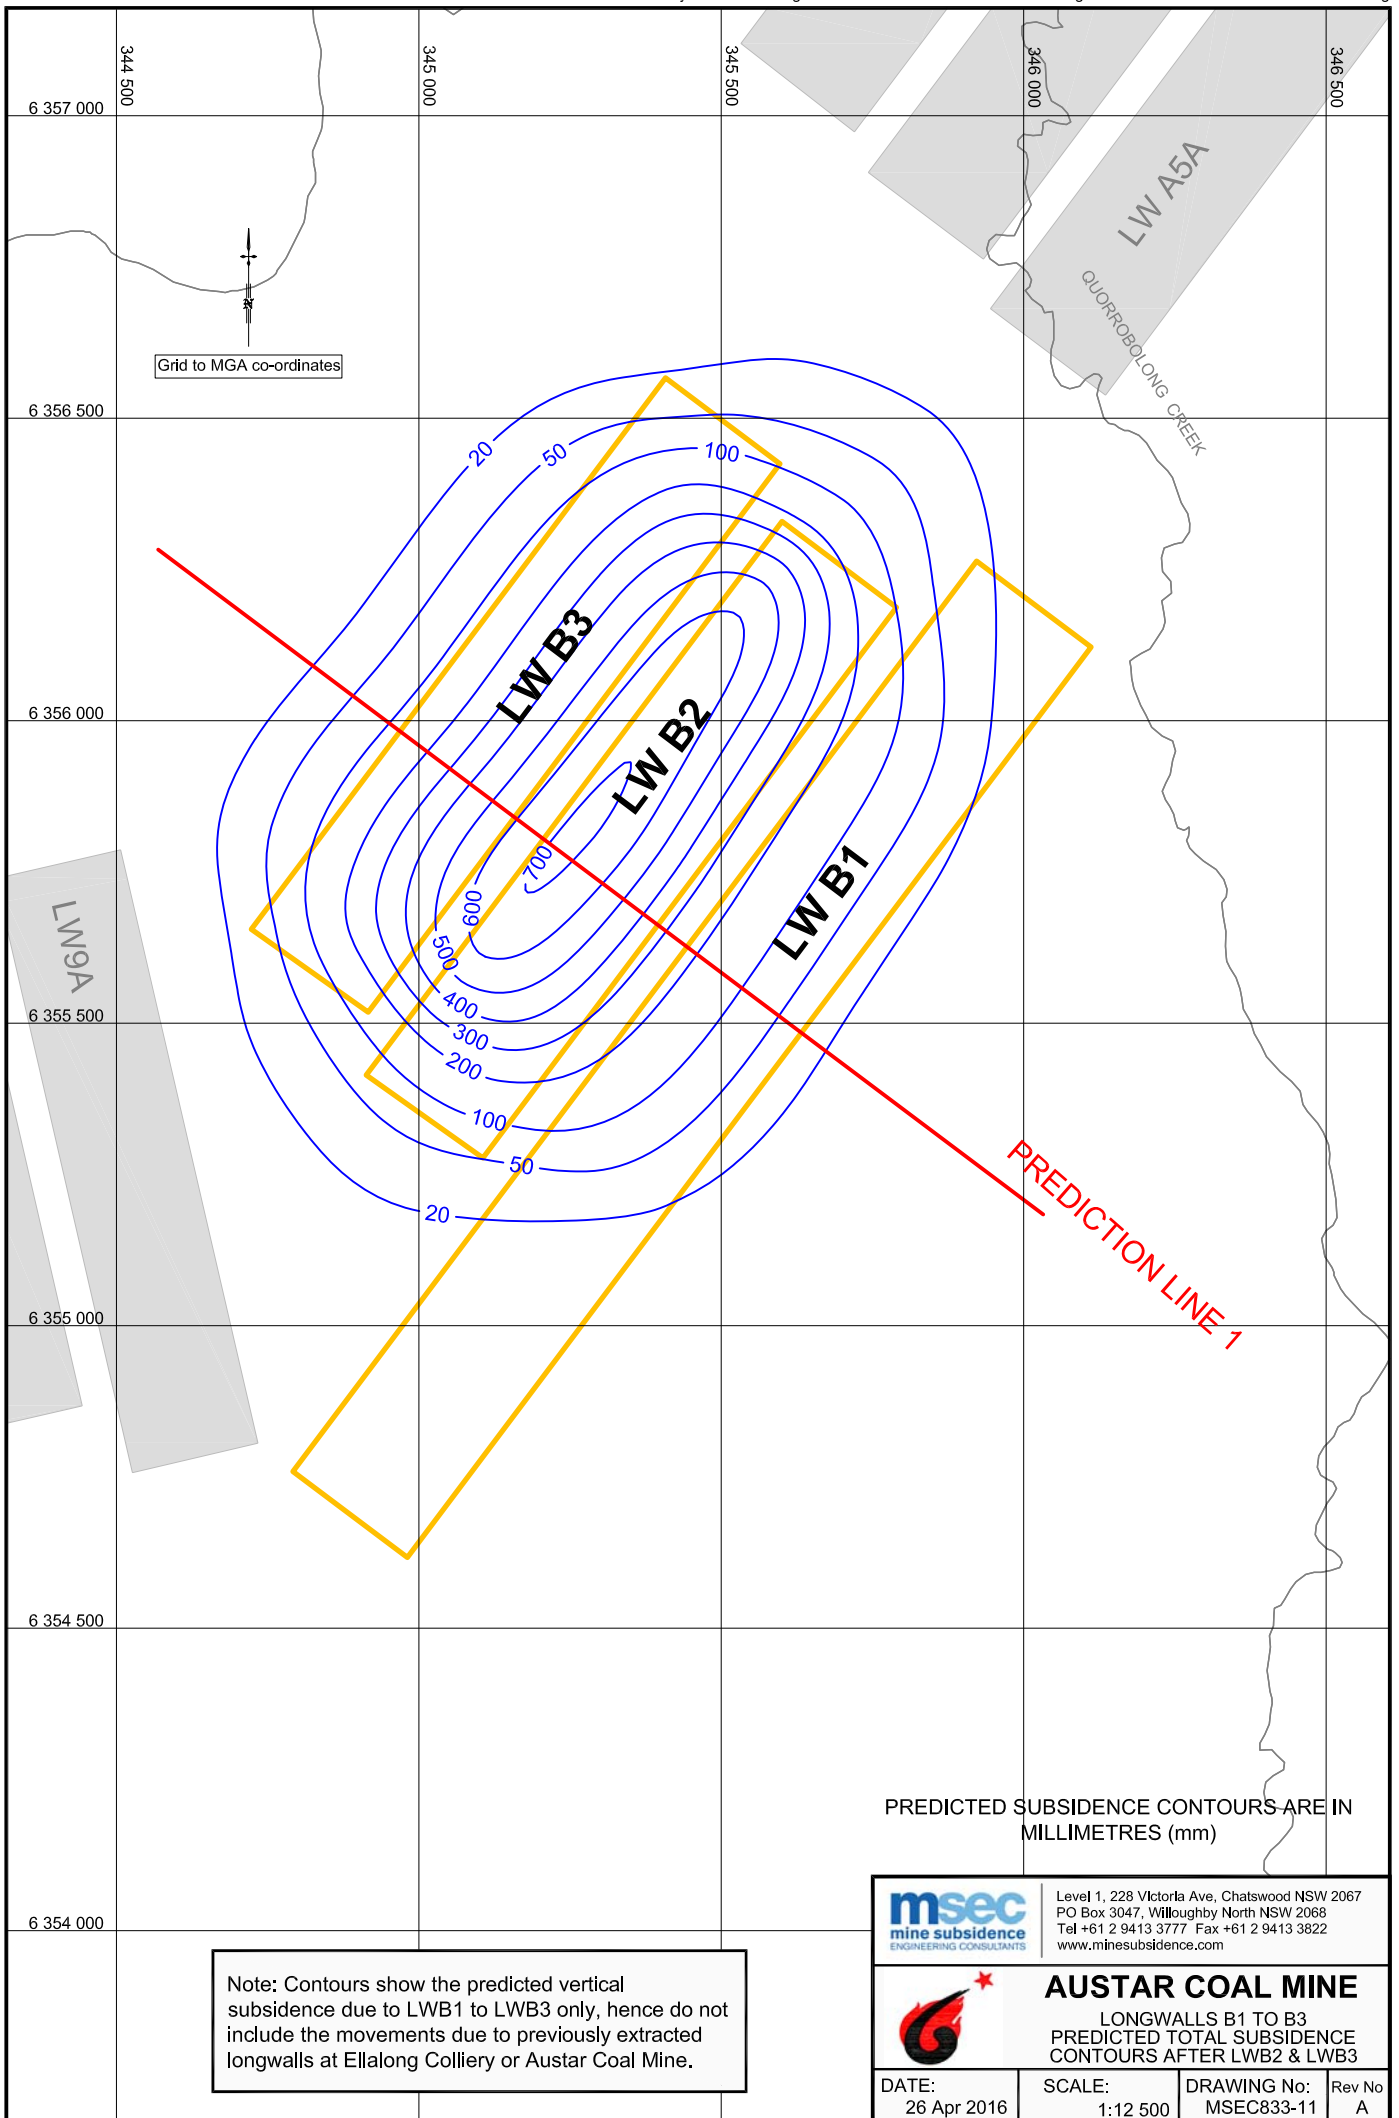 344 500
345 000
345 500
346 000
346 500
6 357 000
LW A5A
QUORROBOLONG CREEK
N
Grid to MGA co-ordinates
6 356 500
20
50
100
LW B3
6 356 000
LW B2
700
LW B1
600
LW9A
500
400
6 355 500
300
200
100
50
20
PREDICTION LINE 1
6 355 000
6 354 500
PREDICTED SUBSIDENCE CONTOURS ARE IN
MILLIMETRES (mm)
6 354 000
msec
mine subsidence
ENGINEERING CONSULTANTS
Level 1, 228 Victoria Ave, Chatswood NSW 2067
PO Box 3047, Willoughby North NSW 2068
Tel +61 2 9413 3777 Fax +61 2 9413 3822
www.minesubsidence.com
Note: Contours show the predicted vertical
subsidence due to LWB1 to LWB3 only, hence do not
include the movements due to previously extracted
longwalls at Ellalong Colliery or Austar Coal Mine.
AUSTAR COAL MINE
LONGWALLS B1 TO B3
PREDICTED TOTAL SUBSIDENCE
CONTOURS AFTER LWB2 & LWB3
DATE:
26 Apr 2016
SCALE:
1:12 500
DRAWING No:
MSEC833-11
Rev No
A